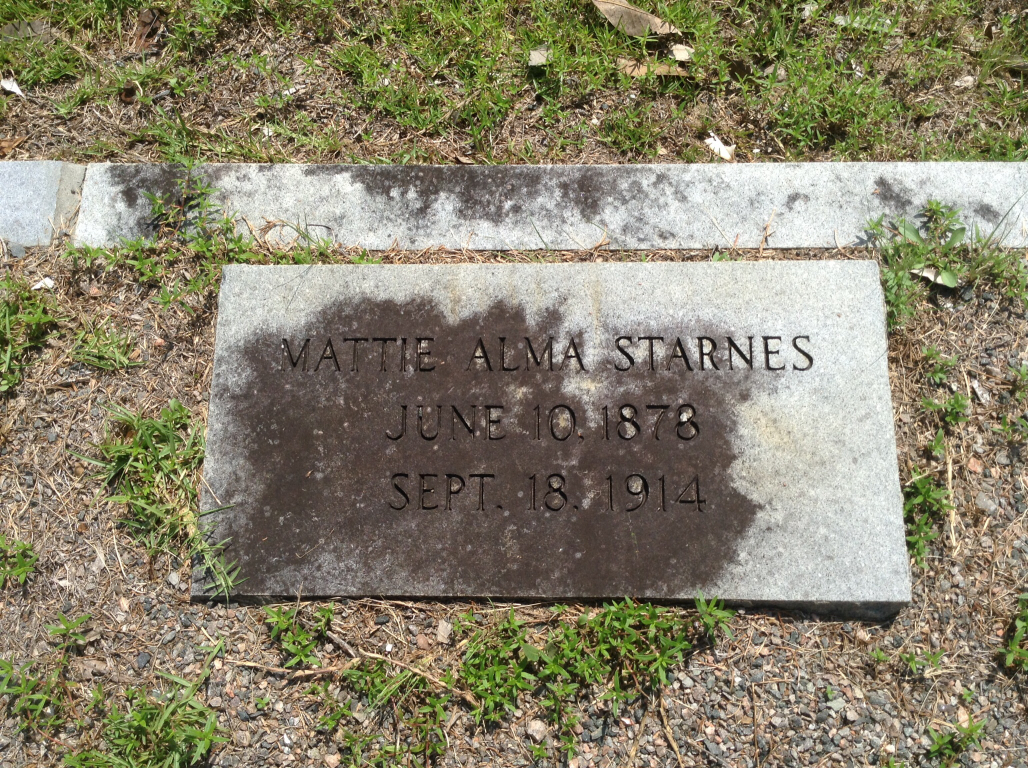 MATTIE ALMA STARNES
JUNE 10, 1878
SEPT. 18, 1914